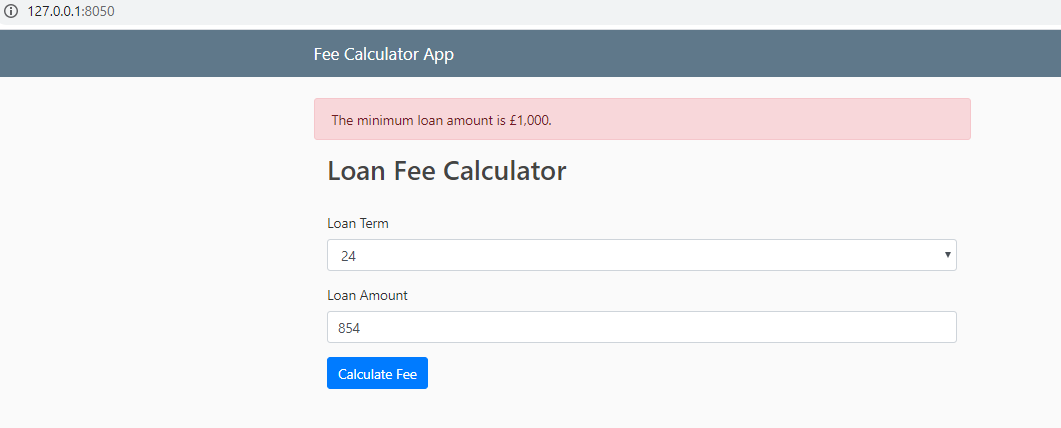 127.0.0.1:8050
Fee Calculator App
The minimum loan amount is £1,000.
Loan Fee Calculator
Loan Term
24
Loan Amount
854
Calculate Fee